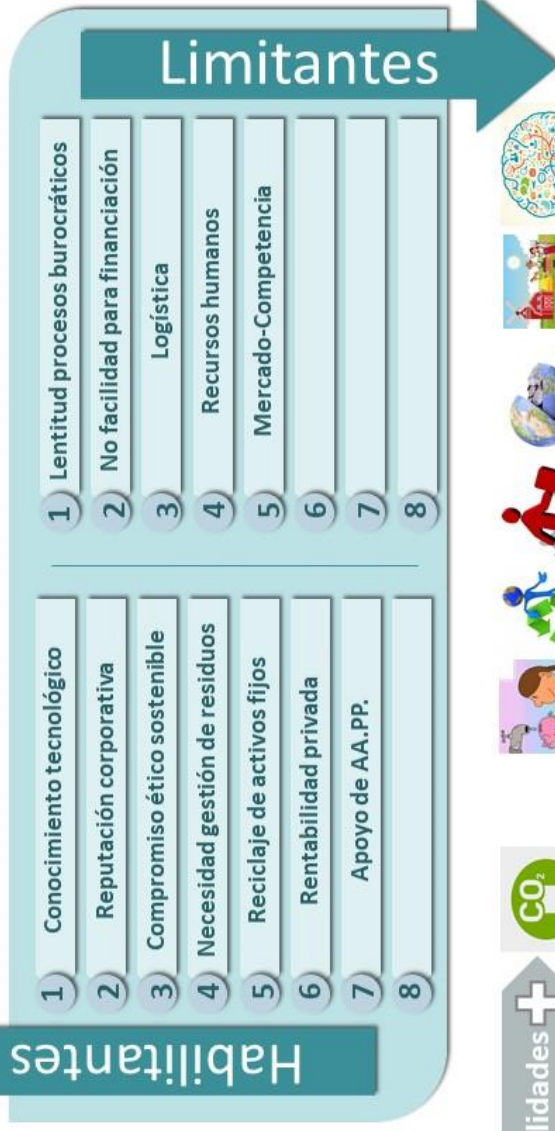 Habilitantes
1 Conocimiento tecnológico
2 Reputación corporativa
3 Compromiso ético sostenible
4 Necesidad gestión de residuos
5 Reciclaje de activos fijos
6 Rentabilidad privada
7 Apoyo de AA.PP.
8
Limitantes
1 Lentitud procesos burocráticos
2 No facilidad para financiación
3 Logística
4 Recursos humanos
5 Mercado-Competencia
6
7
8
lidades +
CO₂